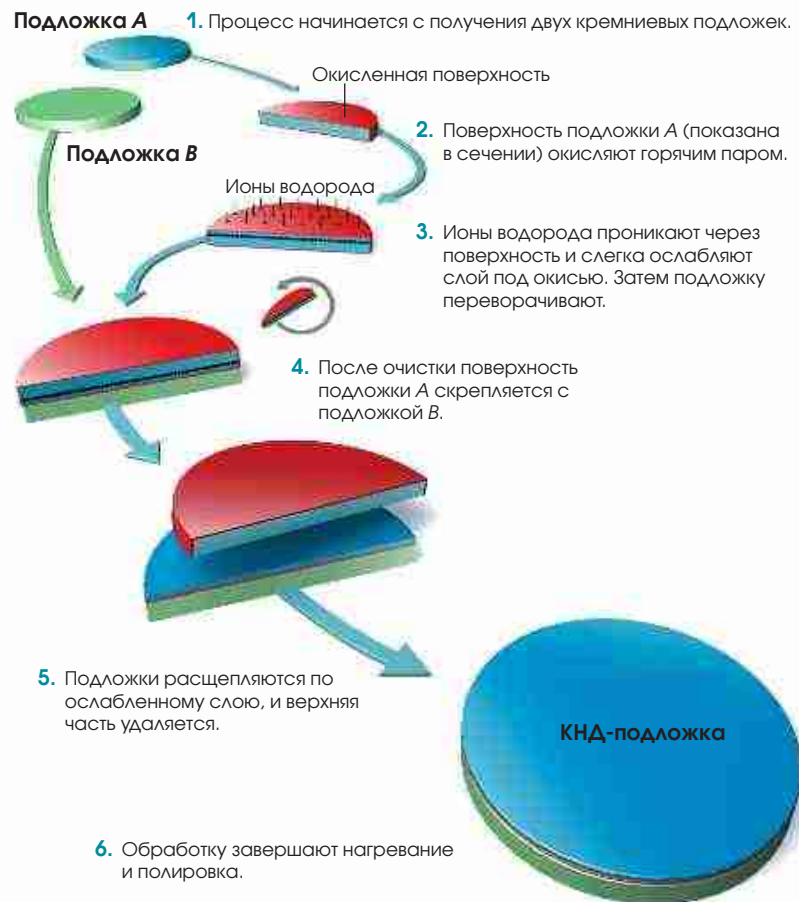 Подложка А
1. Процесс начинается с получения двух кремниевых подложек.
Окисленная поверхность
2. Поверхность подложки А (показана
в сечении) окисляют горячим паром.
Подложка В
Ионы водорода
3. Ионы водорода проникают через
поверхность и слегка ослабляют
слой под окисью. Затем подложку
переворачивают.
4. После очистки поверхность
подложки А скрепляется с
подложкой В.
5. Подложки расщепляются по
ослабленному слою, и верхняя
часть удаляется.
КНД-подложка
6. Обработку завершают нагревание
и полировка.